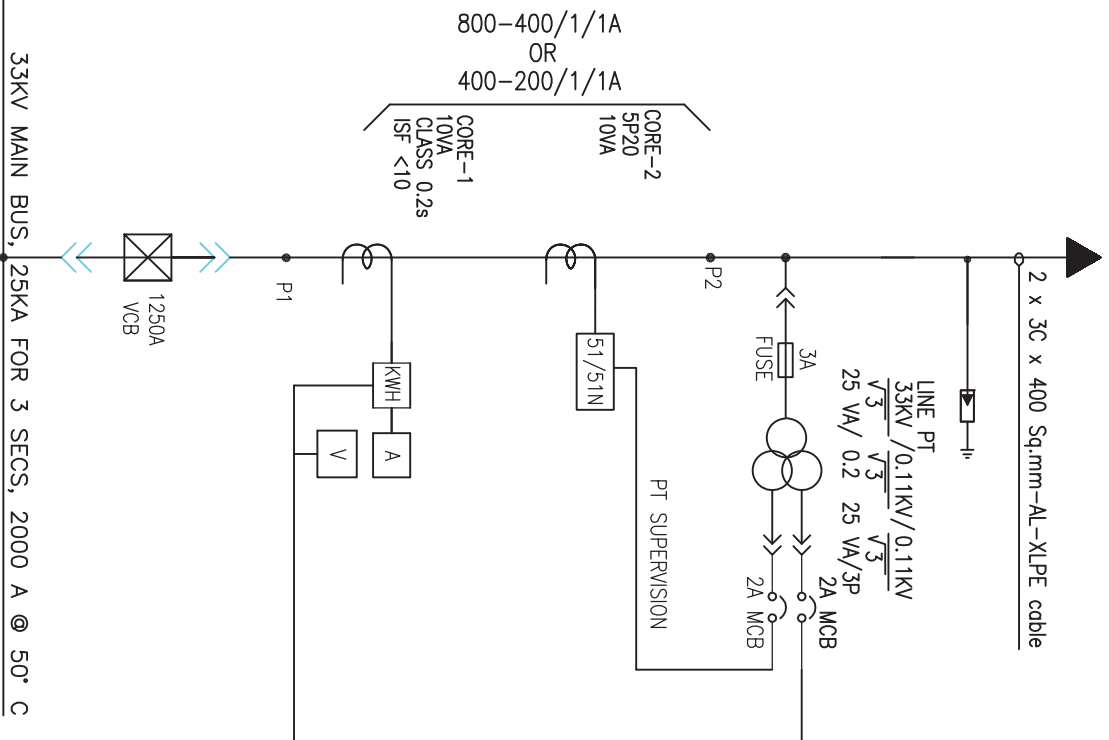 800-400/1/1A
OR
400-200/1/1A
CORE-2
5P20
10VA
CORE-1
10VA
CLASS 0.2s
ISF <10
2 x 3C x 400 Sq.mm-AL-XLPE cable
LINE PT
33KV/0.11KV/0.11KV
√3 √3 √3
25 VA/ 0.2 25 VA/3P
3A
FUSE
2A MCB
2A MCB
P2
PT SUPERVISION
51/51N
P1
KWH
A
V
1250A
VCB
33KV MAIN BUS, 25KA FOR 3 SECS, 2000 A @ 50° C